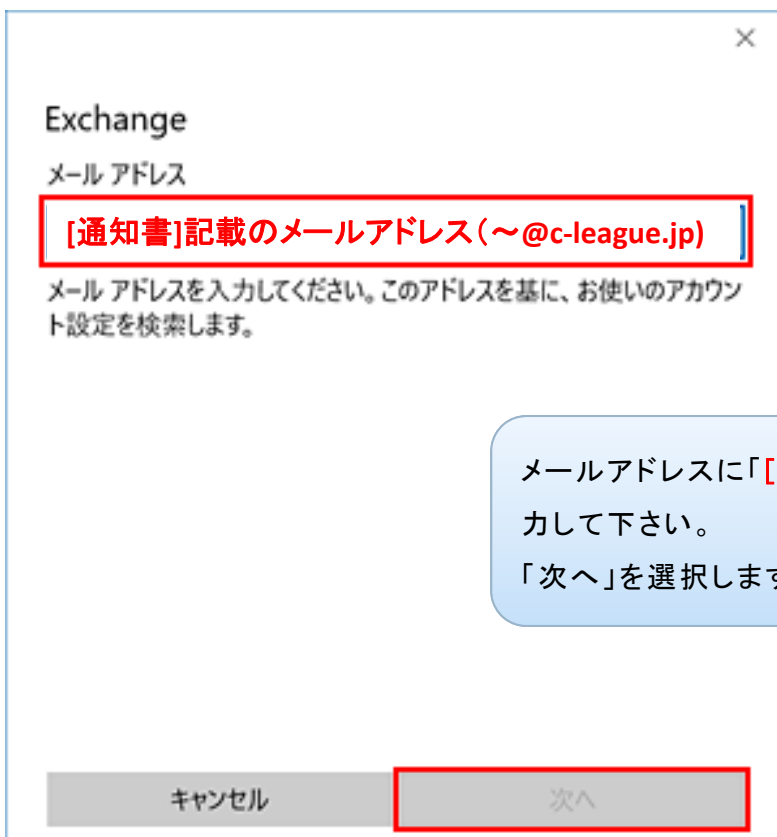 Exchange
メール アドレス
[通知書]記載のメールアドレス(～@c-league.jp)
メール アドレスを入力してください。このアドレスを基に、お使いのアカウン
ト設定を検索します。
メールアドレスに「[
力して下さい。
「次へ」を選択しま
キャンセル
次へ